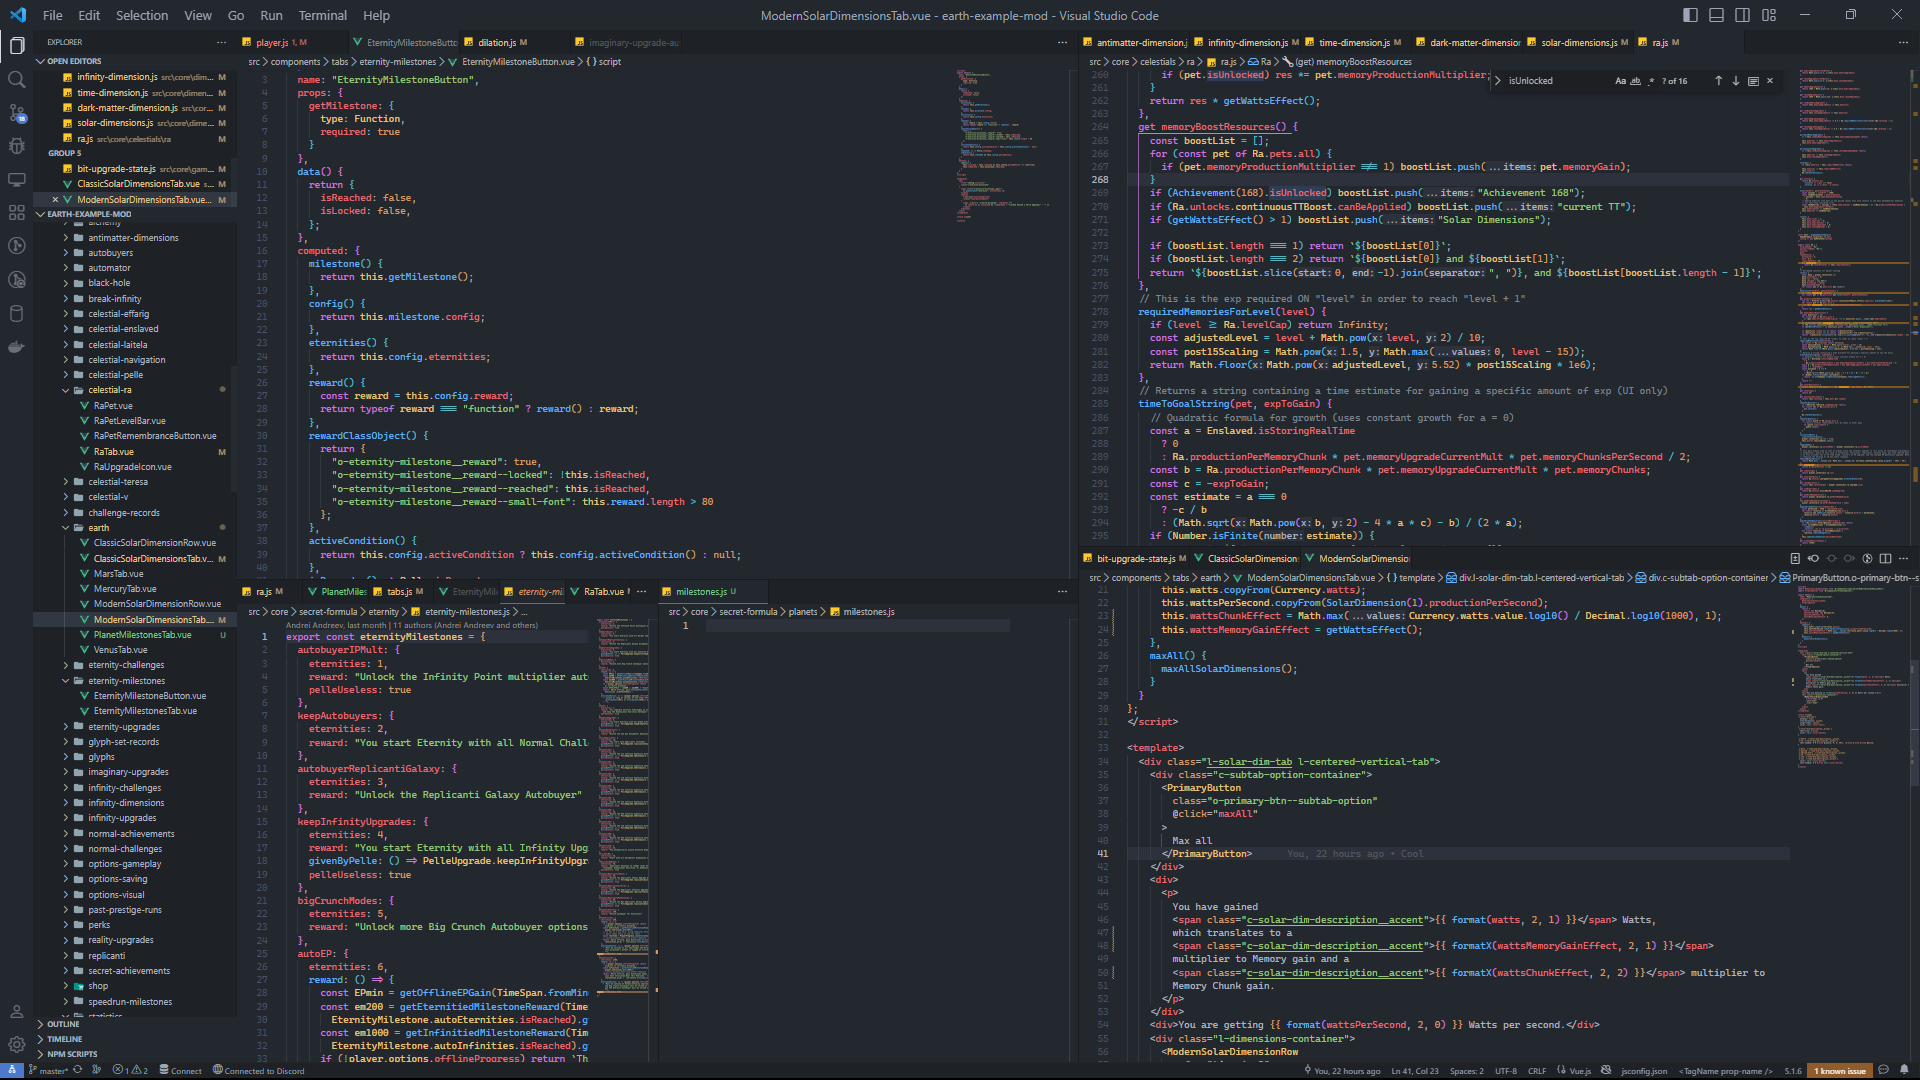 File Edit Selection View Go Run Terminal Help
ModernSolarDimensionsTab.vue - earth-example-mod - Visual Studio Code
EXPLORER
OPEN EDITORS
infinity-dimension.js src\core\dim... M
time-dimension.js src\core\dimen... M
dark-matter-dimension.js src\cor... M
solar-dimensions.js src\core\dime... M
ra.js src\core\celestials\ra M
GROUP 5
bit-upgrade-state.js src\core\gam... M
ClassicSolarDimensionsTab.vue s... M
ModernSolarDimensionsTab.vue... M
EARTH-EXAMPLE-MOD
alchemy
antimatter-dimensions
autobuyers
automator
black-hole
break-infinity
celestial-effarig
celestial-enslaved
celestial-laitela
celestial-navigation
celestial-pelle
celestial-ra
RaPet.vue
RaPetLevelBar.vue
RaPetRemembranceButton.vue
RaTab.vue M
RaUpgradeIcon.vue
celestial-teresa
celestial-v
challenge-records
earth
ClassicSolarDimensionRow.vue
ClassicSolarDimensionsTab.v... M
MarsTab.vue
MercuryTab.vue
ModernSolarDimensionRow.vue
ModernSolarDimensionsTab.... M
PlanetMilestonesTab.vue U
VenusTab.vue
eternity-challenges
eternity-milestones
EternityMilestoneButton.vue
EternityMilestonesTab.vue
eternity-upgrades
glyph-set-records
glyphs
imaginary-upgrades
infinity-challenges
infinity-dimensions
infinity-upgrades
normal-achievements
normal-challenges
options-gameplay
options-saving
options-visual
past-prestige-runs
perks
reality-upgrades
replicanti
secret-achievements
shop
speedrun-milestones
statistics
OUTLINE
TIMELINE
NPM SCRIPTS
player.js 1, M EternityMilestoneButto dilation.js M imaginary-upgrade-au
src > components > tabs > eternity-milestones > EternityMilestoneButton.vue > {} script
3 name: "EternityMilestoneButton",
4 props: {
5 getMilestone: {
6 type: Function,
7 required: true
8 }
9 },
10 data() {
11 return {
12 isReached: false,
13 isLocked: false,
14 };
15 },
16 computed: {
17 milestone() {
18 return this.getMilestone();
19 },
20 config() {
21 return this.milestone.config;
22 },
23 eternities() {
24 return this.config.eternities;
25 },
26 reward() {
27 const reward = this.config.reward;
28 return typeof reward === "function" ? reward() : reward;
29 },
30 rewardClassObject() {
31 return {
32 "o-eternity-milestone__reward": true,
33 "o-eternity-milestone__reward--locked": !this.isReached,
34 "o-eternity-milestone__reward--reached": this.isReached,
35 "o-eternity-milestone__reward--small-font": this.reward.length > 80
36 };
37 },
38 activeCondition() {
39 return this.config.activeCondition ? this.config.activeCondition() : null;
40 },
ra.js M PlanetMiles tabs.js M EternityMil eternity-mi RaTab.vue M
src > core > secret-formula > eternity > eternity-milestones.js > ...
Andrei Andreev, last month | 11 authors (Andrei Andreev and others)
1 export const eternityMilestones = {
2 autobuyerIPMult: {
3 eternities: 1,
4 reward: "Unlock the Infinity Point multiplier aut
5 pelleUseless: true
6 },
7 keepAutobuyers: {
8 eternities: 2,
9 reward: "You start Eternity with all Normal Chall
10 },
11 autobuyerReplicantiGalaxy: {
12 eternities: 3,
13 reward: "Unlock the Replicanti Galaxy Autobuyer"
14 },
15 keepInfinityUpgrades: {
16 eternities: 4,
17 reward: "You start Eternity with all Infinity Upg
18 givenByPelle: () => PelleUpgrade.keepInfinityUpgr
19 pelleUseless: true
20 },
21 bigCrunchModes: {
22 eternities: 5,
23 reward: "Unlock more Big Crunch Autobuyer options
24 },
25 autoEP: {
26 eternities: 6,
27 reward: () => {
28 const EPmin = getOfflineEPGain(TimeSpan.fromMin
29 const em200 = getEternitiedMilestoneReward(Time
30 EternityMilestone.autoEternities.isReached).g
31 const em1000 = getInfinitiedMilestoneReward(Tim
32 EternityMilestone.autoInfinities.isReached).g
33 if (!player.options.offlineProgress) return `Th
milestones.js U
src > core > secret-formula > planets > milestones.js
1
antimatter-dimension. infinity-dimension.js M time-dimension.js M dark-matter-dimension solar-dimensions.js M ra.js M
src > core > celestials > ra > ra.js > Ra > (get) memoryBoostResources
isUnlocked Aa ab .* ? of 16
260 if (pet.isUnlocked) res *= pet.memoryProductionMultiplier;
261 }
262 return res * getWattsEffect();
263 },
264 get memoryBoostResources() {
265 const boostList = [];
266 for (const pet of Ra.pets.all) {
267 if (pet.memoryProductionMultiplier !== 1) boostList.push(...items: pet.memoryGain);
268 }
269 if (Achievement(168).isUnlocked) boostList.push(...items: "Achievement 168");
270 if (Ra.unlocks.continuousTTBoost.canBeApplied) boostList.push(...items: "current TT");
271 if (getWattsEffect() > 1) boostList.push(...items: "Solar Dimensions");
272
273 if (boostList.length === 1) return `${boostList[0]}`;
274 if (boostList.length === 2) return `${boostList[0]} and ${boostList[1]}`;
275 return `${boostList.slice(start: 0, end: -1).join(separator: ", ")}, and ${boostList[boostList.length - 1]}`;
276 },
277 // This is the exp required ON "level" in order to reach "level + 1"
278 requiredMemoriesForLevel(level) {
279 if (level >= Ra.levelCap) return Infinity;
280 const adjustedLevel = level + Math.pow(x: level, y: 2) / 10;
281 const post15Scaling = Math.pow(x: 1.5, y: Math.max(...values: 0, level - 15));
282 return Math.floor(x: Math.pow(x: adjustedLevel, y: 5.52) * post15Scaling * 1e6);
283 },
284 // Returns a string containing a time estimate for gaining a specific amount of exp (UI only)
285 timeToGoalString(pet, expToGain) {
286 // Quadratic formula for growth (uses constant growth for a = 0)
287 const a = Enslaved.isStoringRealTime
288 ? 0
289 : Ra.productionPerMemoryChunk * pet.memoryUpgradeCurrentMult * pet.memoryChunksPerSecond / 2;
290 const b = Ra.productionPerMemoryChunk * pet.memoryUpgradeCurrentMult * pet.memoryChunks;
291 const c = -expToGain;
292 const estimate = a === 0
293 ? -c / b
294 : (Math.sqrt(x: Math.pow(x: b, y: 2) - 4 * a * c) - b) / (2 * a);
295 if (Number.isFinite(number: estimate)) {
bit-upgrade-state.js M ClassicSolarDimension ModernSolarDimensio
src > components > tabs > earth > ModernSolarDimensionsTab.vue > {} template > div.l-solar-dim-tab.l-centered-vertical-tab > div.c-subtab-option-container > PrimaryButton.o-primary-btn--s
21 this.watts.copyFrom(Currency.watts);
22 this.wattsPerSecond.copyFrom(SolarDimension(1).productionPerSecond);
23 this.wattsChunkEffect = Math.max(...values: Currency.watts.value.log10() / Decimal.log10(1000), 1);
24 this.wattsMemoryGainEffect = getWattsEffect();
25 },
26 maxAll() {
27 maxAllSolarDimensions();
28 }
29 }
30 };
31 </script>
32
33 <template>
34 <div class="l-solar-dim-tab l-centered-vertical-tab">
35 <div class="c-subtab-option-container">
36 <PrimaryButton
37 class="o-primary-btn--subtab-option"
38 @click="maxAll"
39 >
40 Max all
41 </PrimaryButton> You, 22 hours ago • Cool
42 </div>
43 <div>
44 <p>
45 You have gained
46 <span class="c-solar-dim-description__accent">{{ format(watts, 2, 1) }}</span> Watts,
47 which translates to a
48 <span class="c-solar-dim-description__accent">{{ formatX(wattsMemoryGainEffect, 2, 1) }}</span>
49 multiplier to Memory gain and a
50 <span class="c-solar-dim-description__accent">{{ formatX(wattsChunkEffect, 2, 2) }}</span> multiplier to
51 Memory Chunk gain.
52 </p>
53 </div>
54 <div>You are getting {{ format(wattsPerSecond, 2, 0) }} Watts per second.</div>
55 <div class="l-dimensions-container">
56 <ModernSolarDimensionRow
master* 1 2 Connect Connected to Discord
You, 22 hours ago Ln 41, Col 23 Spaces: 2 UTF-8 CRLF {} Vue.js jsconfig.json <TagName prop-name /> 5.1.6 1 known issue